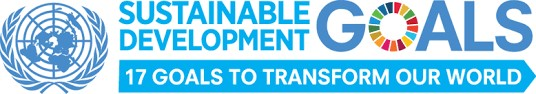 SUSTAINABLE
DEVELOPMENT
GOALS
17 GOALS TO TRANSFORM OUR WORLD